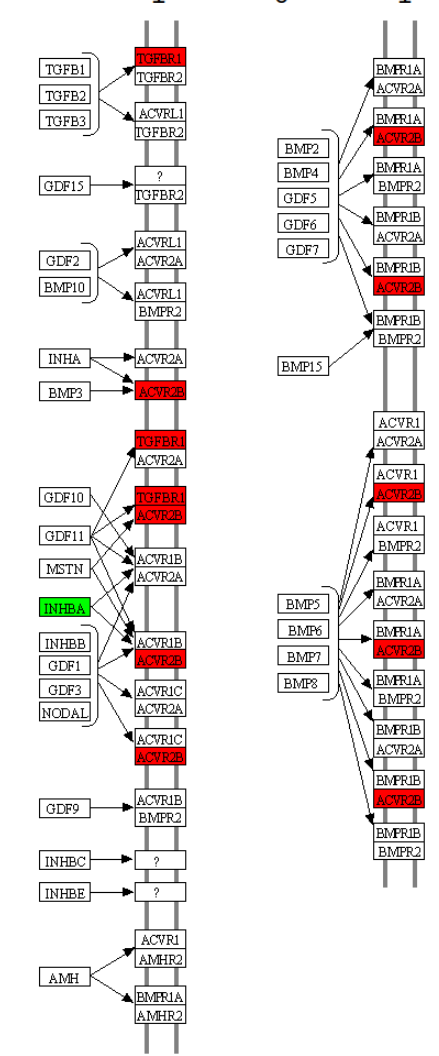 TGFB1
TGFB2
TGFB3
TGFBR1
TGFBR2
ACVRL1
TGFBR2
GDF15
?
TGFBR2
GDF2
BMP10
ACVRL1
ACVR2A
ACVRL1
BMPR2
INHA
BMP3
ACVR2A
ACVR2B
TGFBR1
ACVR2A
GDF10
GDF11
MSTN
INHBA
INHBB
GDF1
GDF3
NODAL
TGFBR1
ACVR2B
ACVR1B
ACVR2A
ACVR1B
ACVR2B
ACVR1C
ACVR2A
ACVR1C
ACVR2B
GDF9
ACVR1B
BMPR2
INHBC
?
INHBE
?
AMH
ACVR1
AMHR2
BMPR1A
AMHR2
BMP2
BMP4
GDF5
GDF6
GDF7
BMP15
BMPR1A
ACVR2A
BMPR1A
ACVR2B
BMPR1A
BMPR2
BMPR1B
ACVR2A
BMPR1B
ACVR2B
BMPR1B
BMPR2
BMP5
BMP6
BMP7
BMP8
ACVR1
ACVR2A
ACVR1
ACVR2B
ACVR1
BMPR2
BMPR1A
ACVR2A
BMPR1A
ACVR2B
BMPR1A
BMPR2
BMPR1B
ACVR2A
BMPR1B
ACVR2B
BMPR1B
BMPR2